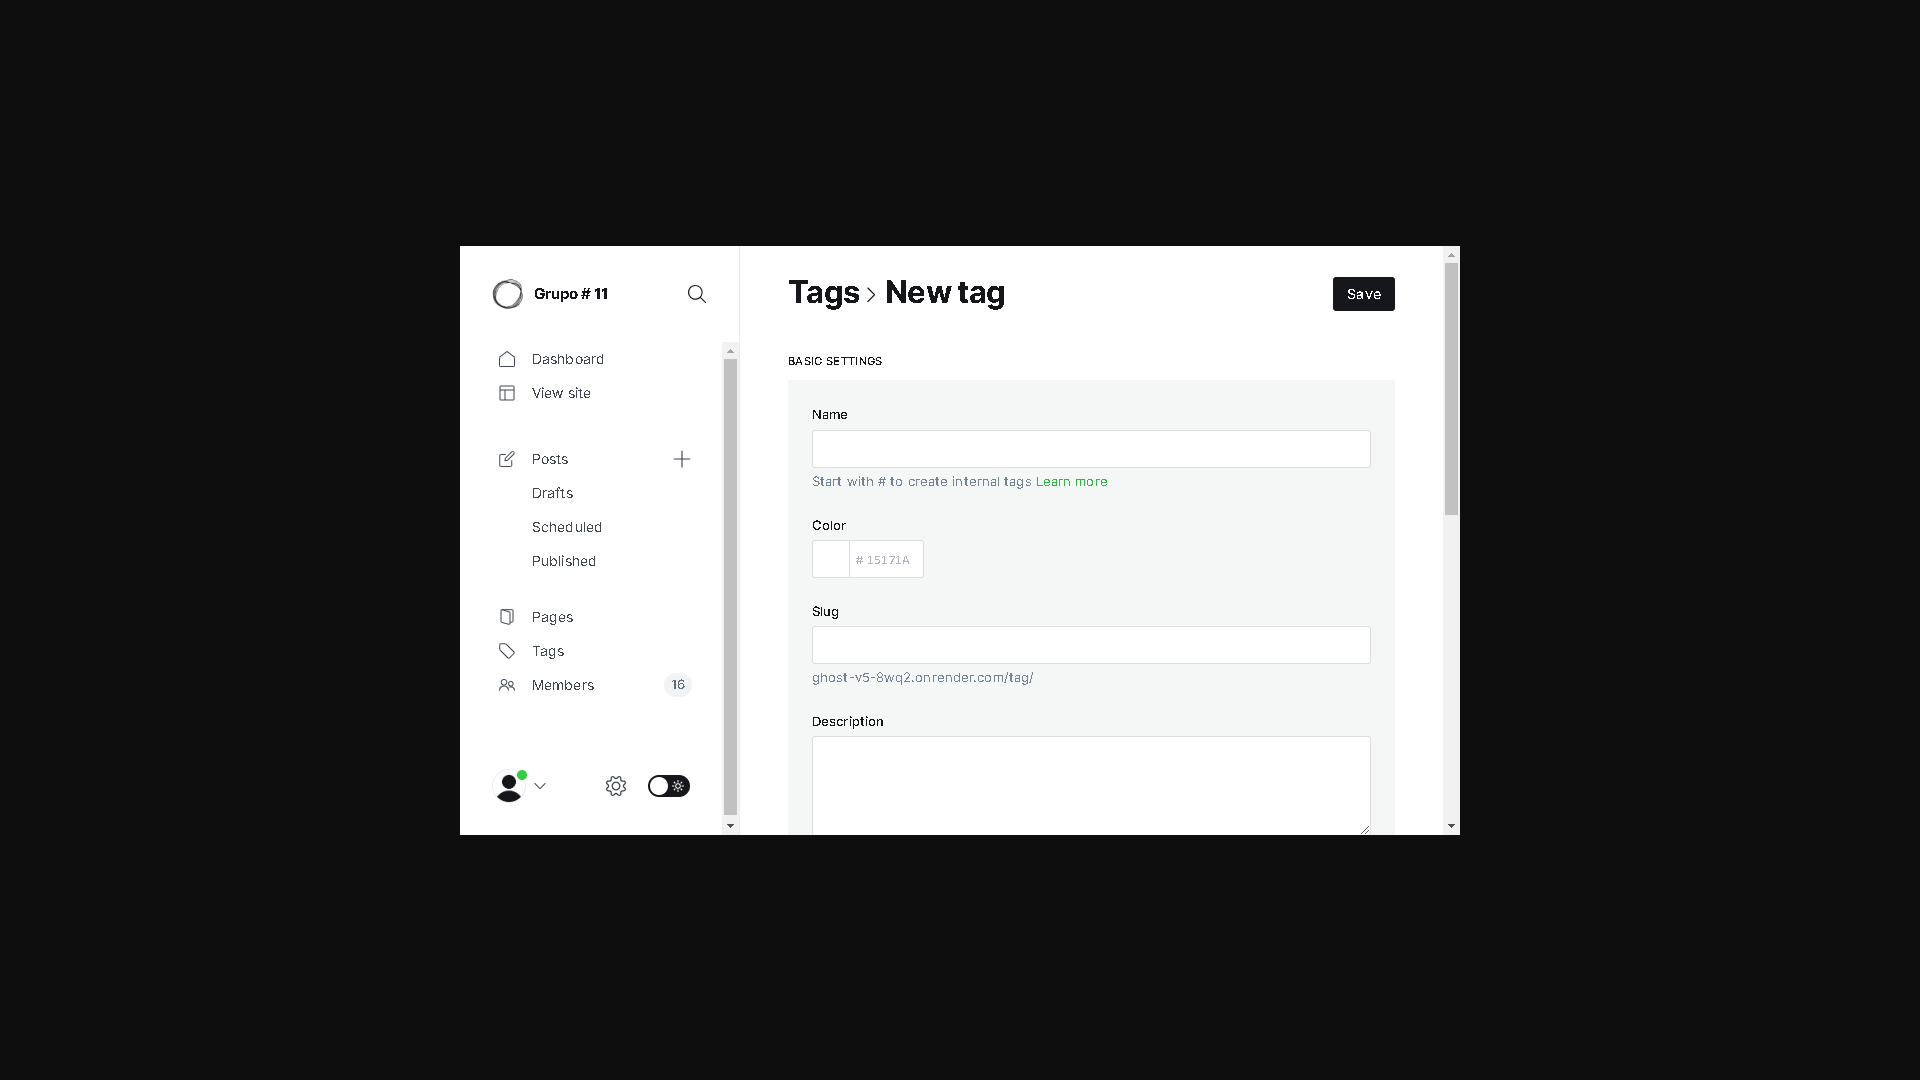 Grupo # 11
Dashboard
View site
Posts
Drafts
Scheduled
Published
Pages
Tags
Members
16
Tags
New tag
Save
BASIC SETTINGS
Name
Start with # to create internal tags Learn more
Color
# 15171A
Slug
ghost-v5-8wq2.onrender.com/tag/
Description